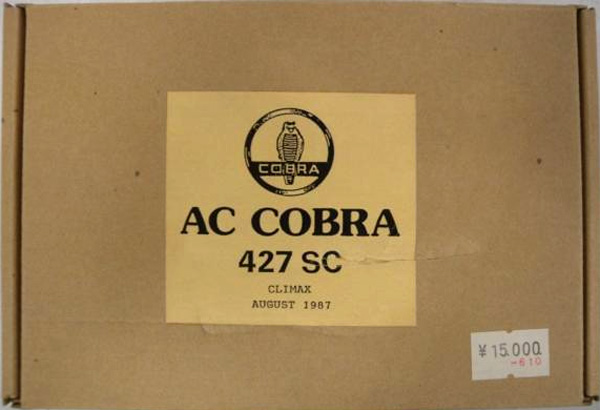 COBRA
AC COBRA
427 SC
CLIMAX
AUGUST 1987
¥15.000
-610